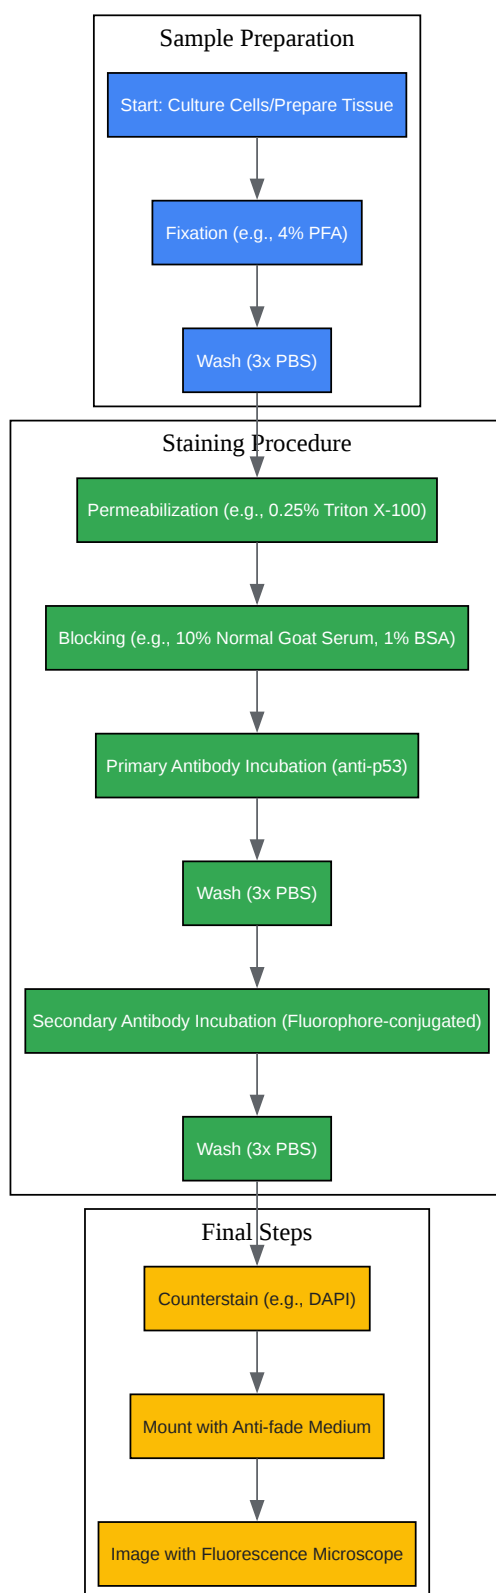 Sample Preparation
Start: Culture Cells/Prepare Tissue
Fixation (e.g., 4% PFA)
Wash (3x PBS)
Staining Procedure
Permeabilization (e.g., 0.25% Triton X-100)
Blocking (e.g., 10% Normal Goat Serum, 1% BSA)
Primary Antibody Incubation (anti-p53)
Wash (3x PBS)
Secondary Antibody Incubation (Fluorophore-conjugated)
Wash (3x PBS)
Final Steps
Counterstain (e.g., DAPI)
Mount with Anti-fade Medium
Image with Fluorescence Microscope